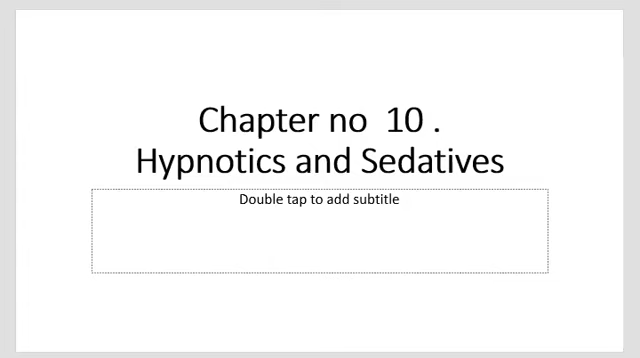 Chapter no  10 .
Hypnotics and Sedatives
Double tap to add subtitle